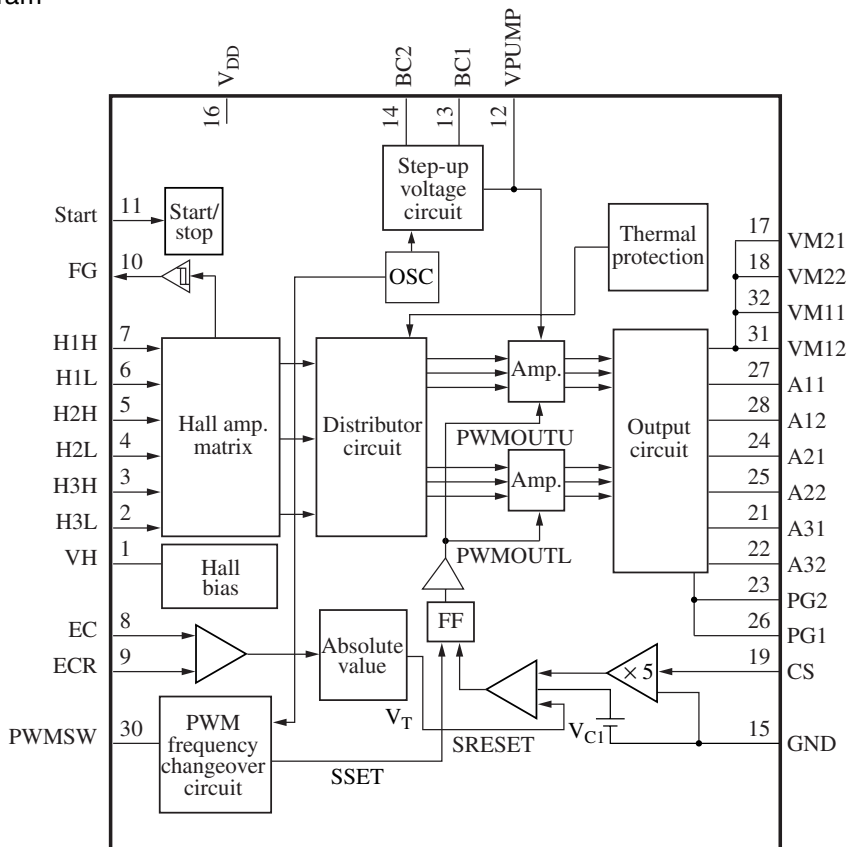 ram
VDD
BC2
BC1
VPUMP
16
14
13
12
Step-up
voltage
circuit
Start
11
Start/
stop
FG
10
OSC
Thermal
protection
17
VM21
18
VM22
32
VM11
31
VM12
H1H
7
H1L
6
H2H
5
H2L
4
H3H
3
H3L
2
VH
1
Hall amp.
matrix
Distributor
circuit
Amp.
PWMOUTU
Amp.
PWMOUTL
Output
circuit
27
A11
28
A12
24
A21
25
A22
21
A31
22
A32
23
PG2
26
PG1
19
CS
15
GND
Hall
bias
EC
8
ECR
9
Absolute
value
FF
× 5
VT
SRESET
VC1
PWMSW
30
PWM
frequency
changeover
circuit
SSET